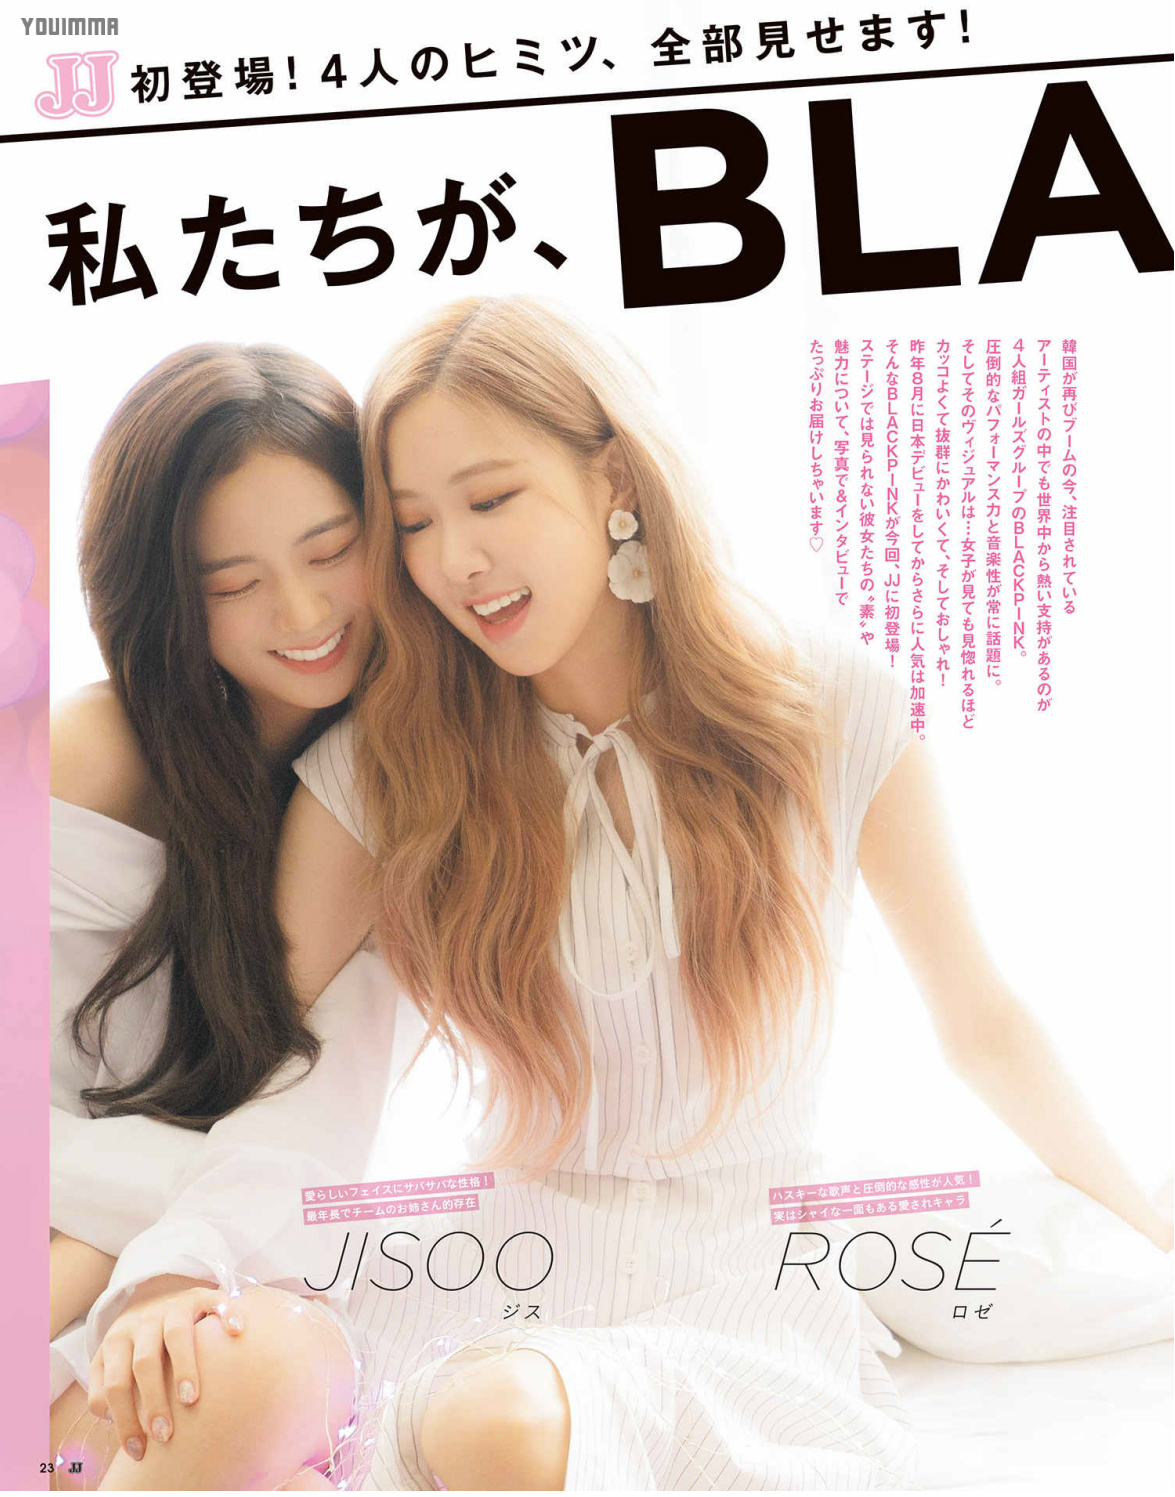 YOUIMMA
JJ 初登場！4人のヒミツ、全部見せます！
私たちが、BLA
韓国が再びブームの今、注目されている
アーティストの中でも世界中から熱い支持があるのが
4人組ガールズグループのBLACKPINK。
圧倒的なパフォーマンス力と音楽性が常に話題に。
そしてそのヴィジュアルは…女子が見ても見惚れるほど
カッコよくて抜群にかわいくて、そしておしゃれ！
昨年8月に日本デビューをしてからさらに人気は加速中。
そんなBLACKPINKが今回、JJに初登場！
ステージでは見られない彼女たちの〝素〟や
魅力について、写真で&インタビューで
たっぷりお届けしちゃいます♡
愛らしいフェイスにサバサバな性格！
最年長でチームのお姉さん的存在
JISOO
ジス
ハスキーな歌声と圧倒的な感性が人気！
実はシャイな一面もある愛されキャラ
ROSÉ
ロゼ
23 JJ